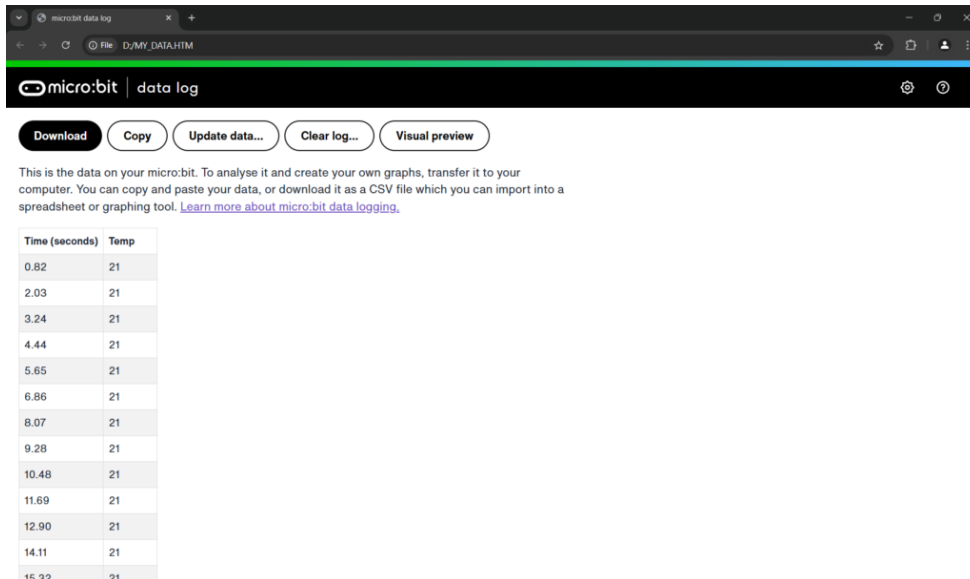 micro:bit data log
File D:/MY_DATA.HTM
micro:bit data log
Download Copy Update data... Clear log... Visual preview
This is the data on your micro:bit. To analyse it and create your own graphs, transfer it to your
computer. You can copy and paste your data, or download it as a CSV file which you can import into a
spreadsheet or graphing tool. Learn more about micro:bit data logging.
Time (seconds) Temp
0.82 21
2.03 21
3.24 21
4.44 21
5.65 21
6.86 21
8.07 21
9.28 21
10.48 21
11.69 21
12.90 21
14.11 21
15.32 21